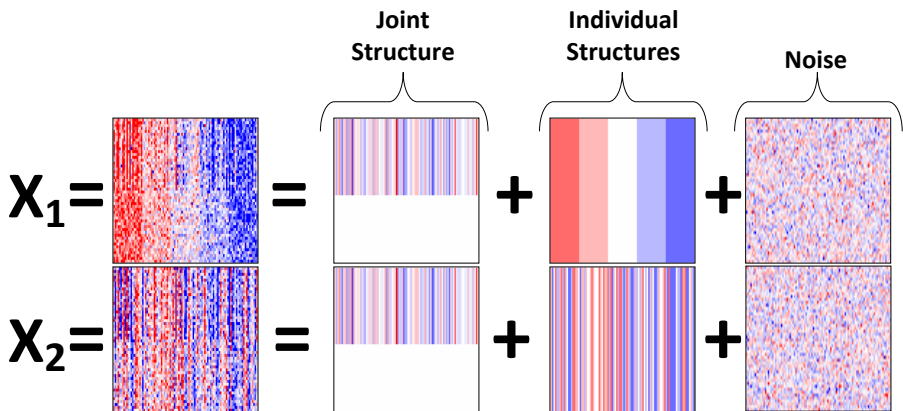 Joint
Structure
Individual
Structures
Noise
X₁= = + +
X₂= = + +